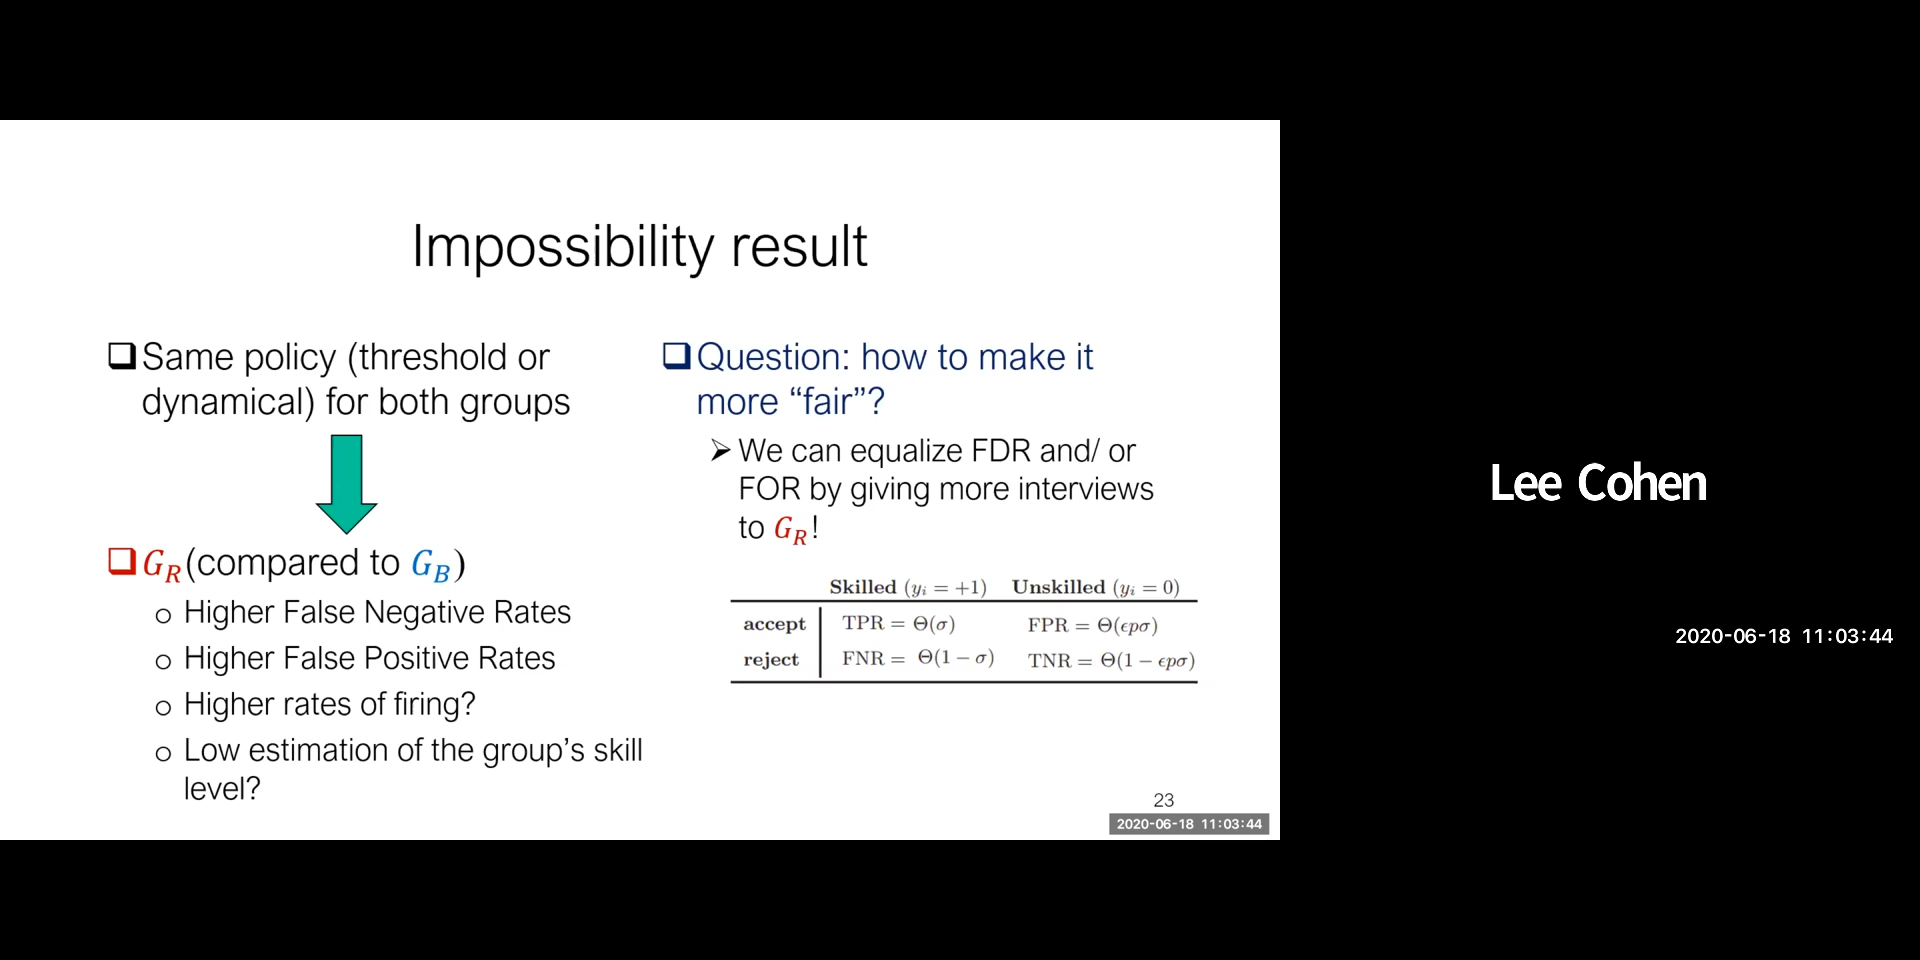 Impossibility result
❑Same policy (threshold or
dynamical) for both groups
❑G_R(compared to G_B)
o Higher False Negative Rates
o Higher False Positive Rates
o Higher rates of firing?
o Low estimation of the group’s skill
level?
❑Question: how to make it
more “fair”?
➢We can equalize FDR and/ or
FOR by giving more interviews
to G_R!
Skilled (y_i = +1) Unskilled (y_i = 0)
accept TPR = Θ(σ) FPR = Θ(ϵpσ)
reject FNR = Θ(1 − σ) TNR = Θ(1 − ϵpσ)
23
2020-06-18 11:03:44
Lee Cohen
2020-06-18 11:03:44